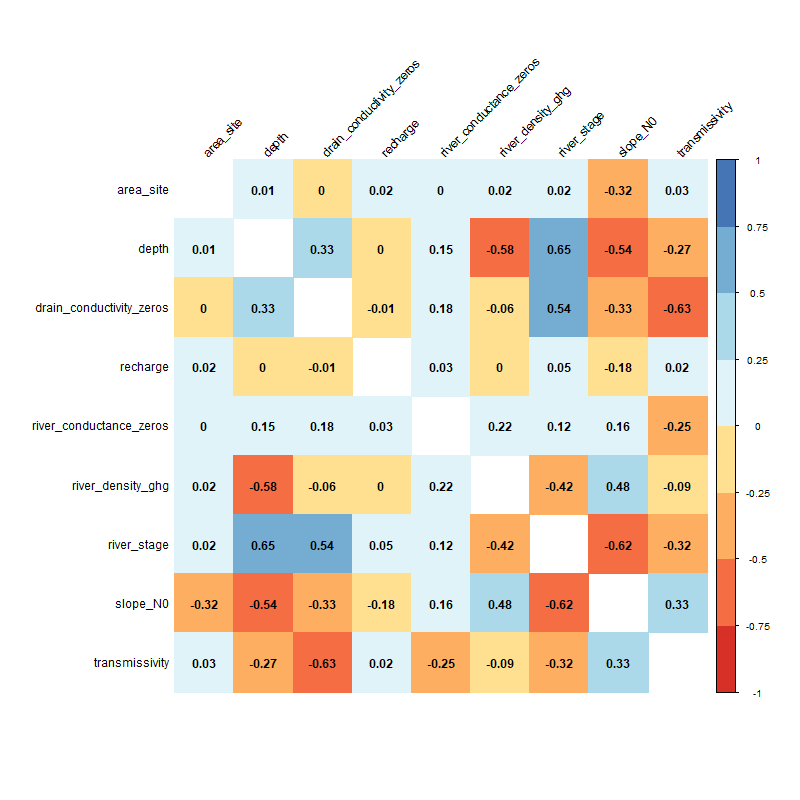 area_site
depth
drain_conductivity_zeros
recharge
river_conductance_zeros
river_density_ghg
river_stage
slope_N0
transmissivity
area_site 0.01 0 0.02 0 0.02 0.02 -0.32 0.03
depth 0.01 0.33 0 0.15 -0.58 0.65 -0.54 -0.27
drain_conductivity_zeros 0 0.33 -0.01 0.18 -0.06 0.54 -0.33 -0.63
recharge 0.02 0 -0.01 0.03 0 0.05 -0.18 0.02
river_conductance_zeros 0 0.15 0.18 0.03 0.22 0.12 0.16 -0.25
river_density_ghg 0.02 -0.58 -0.06 0 0.22 -0.42 0.48 -0.09
river_stage 0.02 0.65 0.54 0.05 0.12 -0.42 -0.62 -0.32
slope_N0 -0.32 -0.54 -0.33 -0.18 0.16 0.48 -0.62 0.33
transmissivity 0.03 -0.27 -0.63 0.02 -0.25 -0.09 -0.32 0.33
1
0.75
0.5
0.25
0
-0.25
-0.5
-0.75
-1